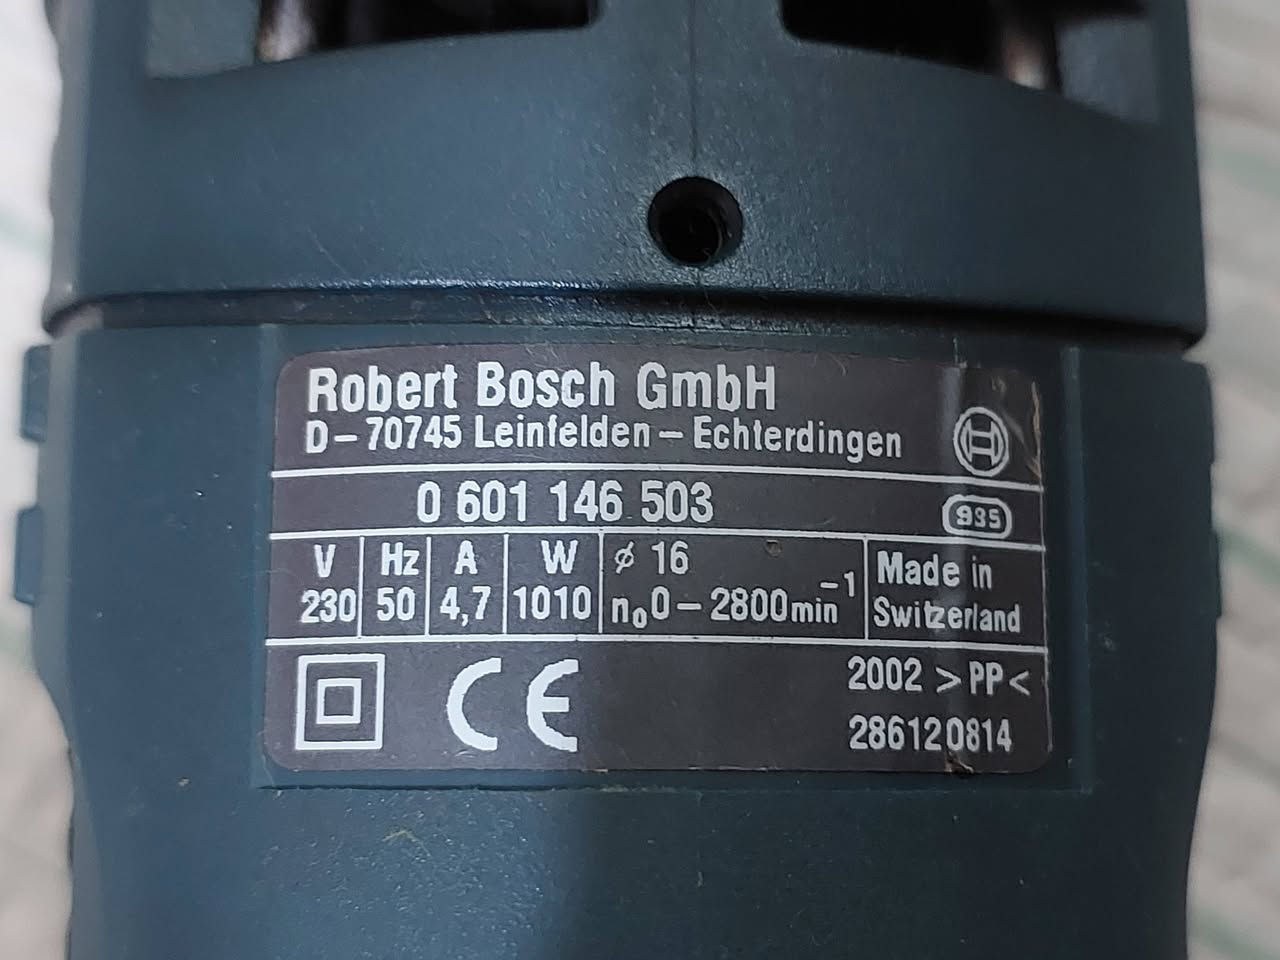 Robert Bosch GmbH
D-70745 Leinfelden-Echterdingen
0 601 146 503
935
V Hz A W ⌀ 16
230 50 4,7 1010 n₀0-2800min⁻¹
Made in
Switzerland
CE
2002 >PP<
286120814